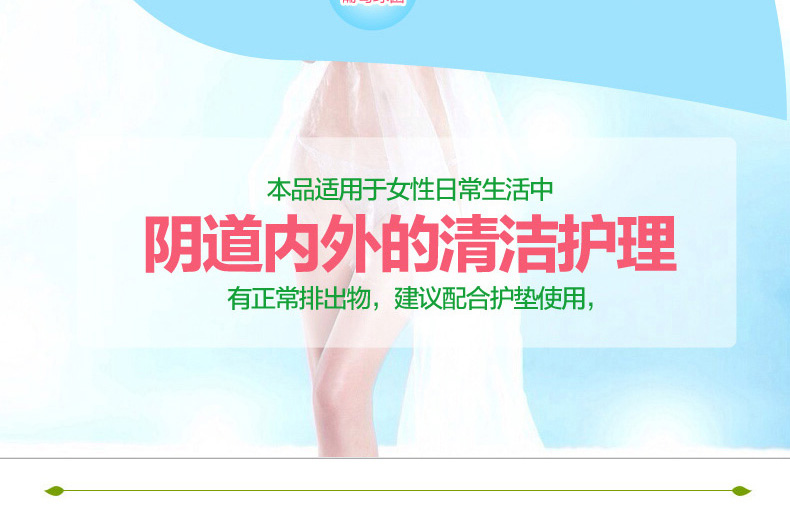 本品适用于女性日常生活中
阴道内外的清洁护理
有正常排出物，建议配合护垫使用，